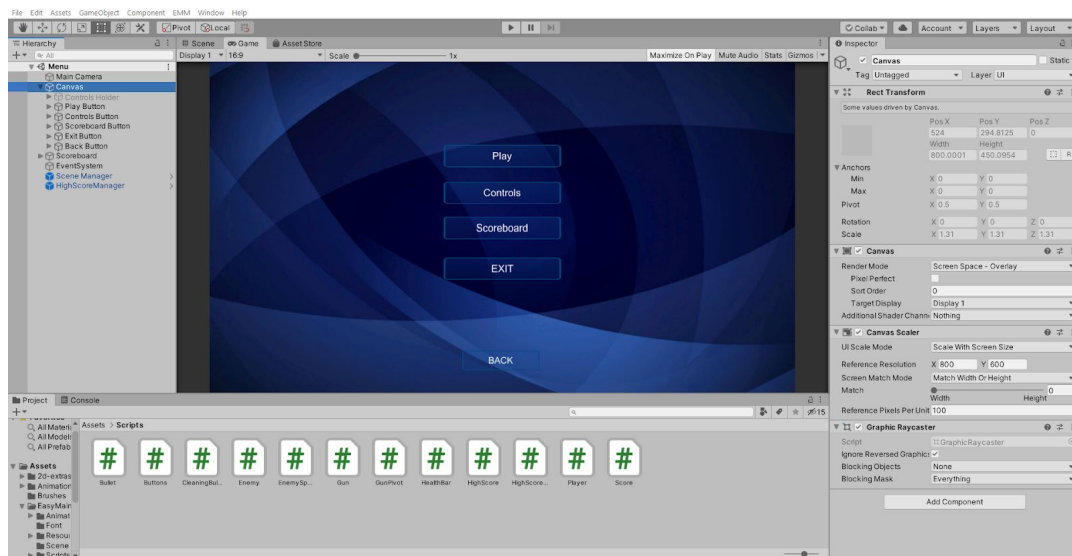 File Edit Assets GameObject Component EMM Window Help
Pivot Local
Collab Account Layers Layout
Hierarchy
All
Menu
Main Camera
Canvas
Controls Holder
Play Button
Controls Button
Scoreboard Button
Exit Button
Back Button
Scoreboard
EventSystem
Scene Manager
HighScoreManager
Scene Game Asset Store
Display 1 16:9 Scale 1x Maximize On Play Mute Audio Stats Gizmos
Play
Controls
Scoreboard
EXIT
BACK
Inspector
Canvas Static
Tag Untagged Layer UI
Rect Transform
Some values driven by Canvas.
Pos X Pos Y Pos Z
524 294.8125 0
Width Height
800.0001 450.0954
R
Anchors
Min X 0 Y 0
Max X 0 Y 0
Pivot X 0.5 Y 0.5
Rotation X 0 Y 0 Z 0
Scale X 1.31 Y 1.31 Z 1.31
Canvas
Render Mode Screen Space - Overlay
Pixel Perfect
Sort Order 0
Target Display Display 1
Additional Shader Chann Nothing
Canvas Scaler
UI Scale Mode Scale With Screen Size
Reference Resolution X 800 Y 600
Screen Match Mode Match Width Or Height
Match 0
Width Height
Reference Pixels Per Unit 100
Graphic Raycaster
Script GraphicRaycaster
Ignore Reversed Graphic
Blocking Objects None
Blocking Mask Everything
Add Component
Project Console
15
All Materi
All Model
All Prefab
Assets
2d-extras
Animation
Brushes
EasyMain
Animat
Font
Resou
Scene
Scripts
Assets > Scripts
Bullet Buttons CleaningBul... Enemy EnemySp... Gun GunPivot HealthBar HighScore HighScore... Player Score